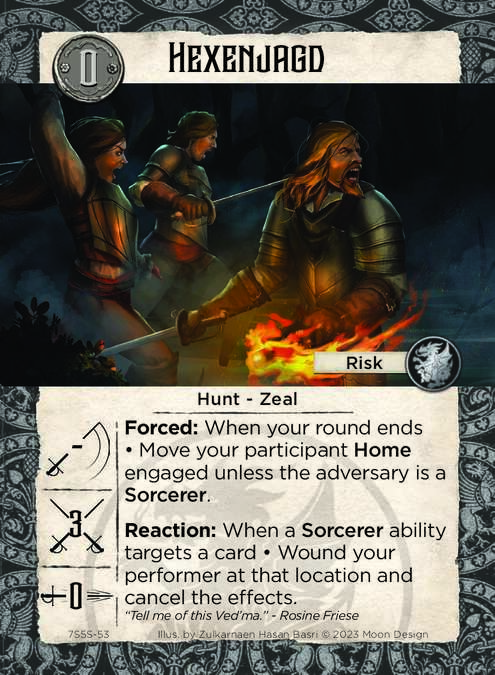 0
HEXENJAGD
Risk
Hunt - Zeal
Forced: When your round ends
• Move your participant Home
engaged unless the adversary is a
Sorcerer.
Reaction: When a Sorcerer ability
targets a card • Wound your
performer at that location and
cancel the effects.
"Tell me of this Ved'ma." - Rosine Friese
-
3
0
7S5S-53
Illus. by Zulkarnaen Hasan Basri © 2023 Moon Design